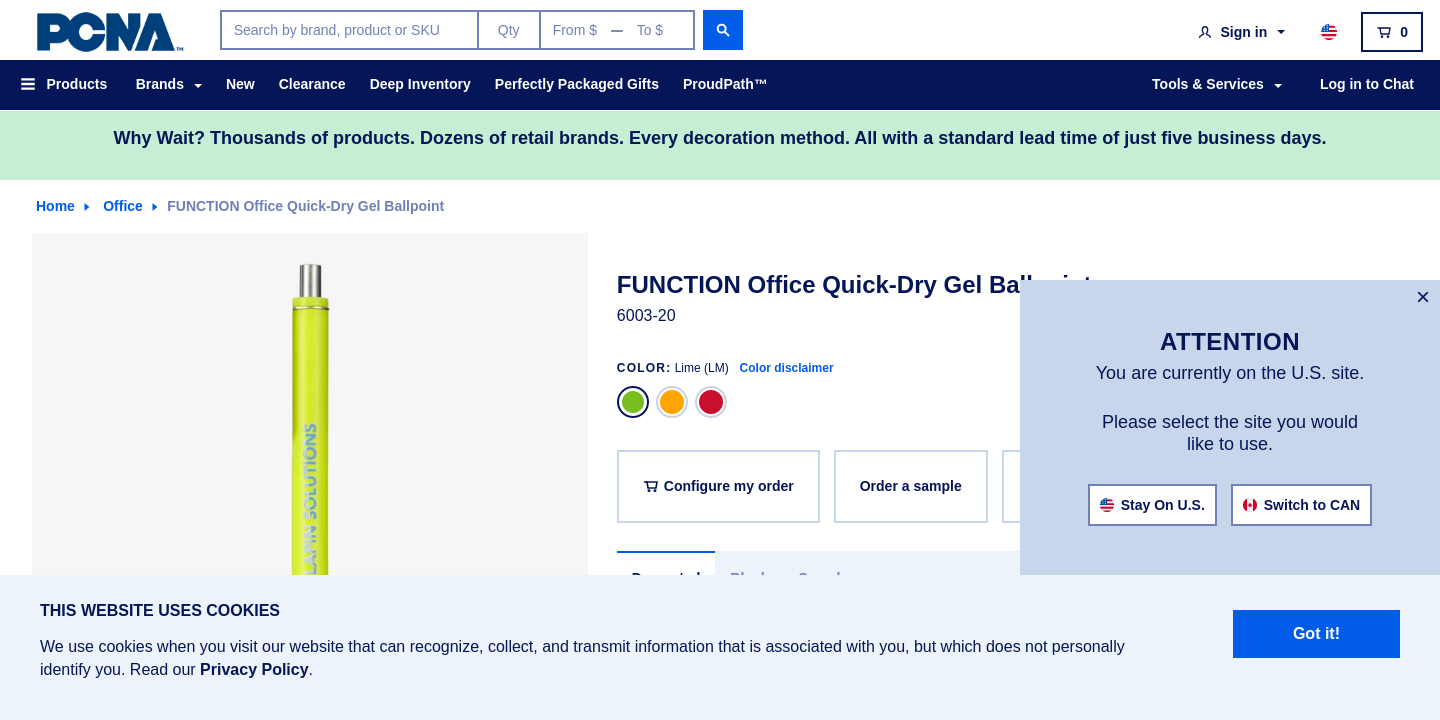 PCNA™
Search by brand, product or SKU
Qty
From $ — To $
Sign in
0
Products
Brands
New
Clearance
Deep Inventory
Perfectly Packaged Gifts
ProudPath™
Tools & Services
Log in to Chat
Why Wait? Thousands of products. Dozens of retail brands. Every decoration method. All with a standard lead time of just five business days.
Home
Office
FUNCTION Office Quick-Dry Gel Ballpoint
LAPIN SOLUTIONS
FUNCTION Office Quick-Dry Gel Ballpoint
6003-20
COLOR: Lime (LM) Color disclaimer
Configure my order
Order a sample
×
ATTENTION
You are currently on the U.S. site.
Please select the site you would
like to use.
Stay On U.S.
Switch to CAN
THIS WEBSITE USES COOKIES
We use cookies when you visit our website that can recognize, collect, and transmit information that is associated with you, but which does not personally
identify you. Read our Privacy Policy.
Got it!